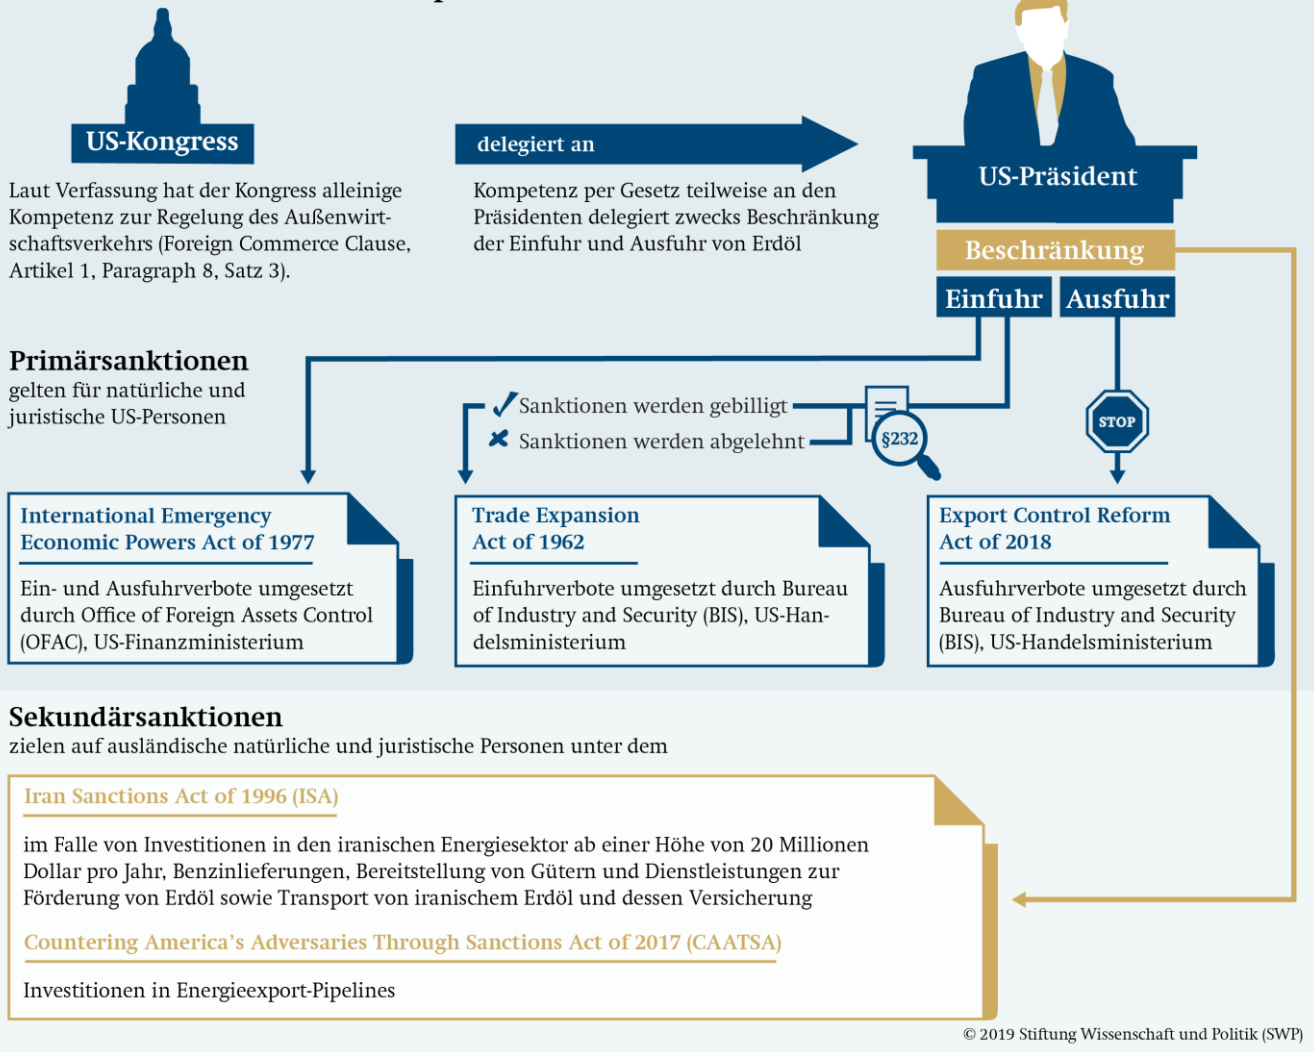 US-Kongress
Laut Verfassung hat der Kongress alleinige
Kompetenz zur Regelung des Außenwirt-
schaftsverkehrs (Foreign Commerce Clause,
Artikel 1, Paragraph 8, Satz 3).
delegiert an
Kompetenz per Gesetz teilweise an den
Präsidenten delegiert zwecks Beschränkung
der Einfuhr und Ausfuhr von Erdöl
US-Präsident
Beschränkung
Einfuhr
Ausfuhr
Primärsanktionen
gelten für natürliche und
juristische US-Personen
Sanktionen werden gebilligt
Sanktionen werden abgelehnt
§232
STOP
International Emergency
Economic Powers Act of 1977
Ein- und Ausfuhrverbote umgesetzt
durch Office of Foreign Assets Control
(OFAC), US-Finanzministerium
Trade Expansion
Act of 1962
Einfuhrverbote umgesetzt durch Bureau
of Industry and Security (BIS), US-Han-
delsministerium
Export Control Reform
Act of 2018
Ausfuhrverbote umgesetzt durch
Bureau of Industry and Security
(BIS), US-Handelsministerium
Sekundärsanktionen
zielen auf ausländische natürliche und juristische Personen unter dem
Iran Sanctions Act of 1996 (ISA)
im Falle von Investitionen in den iranischen Energiesektor ab einer Höhe von 20 Millionen
Dollar pro Jahr, Benzinlieferungen, Bereitstellung von Gütern und Dienstleistungen zur
Förderung von Erdöl sowie Transport von iranischem Erdöl und dessen Versicherung
Countering America's Adversaries Through Sanctions Act of 2017 (CAATSA)
Investitionen in Energieexport-Pipelines
© 2019 Stiftung Wissenschaft und Politik (SWP)